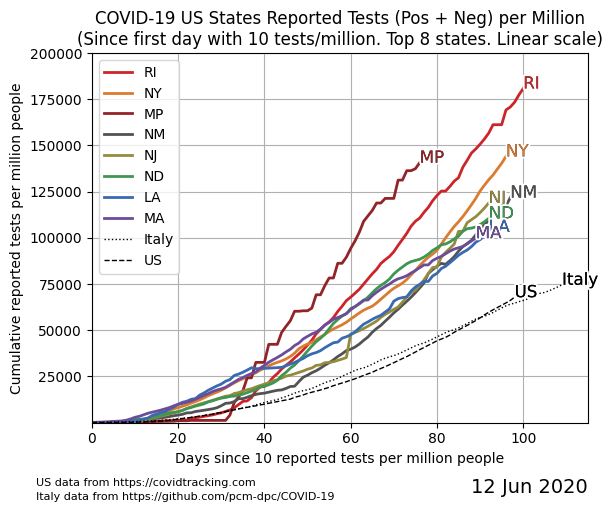 COVID-19 US States Reported Tests (Pos + Neg) per Million
(Since first day with 10 tests/million. Top 8 states. Linear scale)
Cumulative reported tests per million people
200000
175000
150000
125000
100000
75000
50000
25000
RI
NY
MP
NM
NJ
ND
LA
MA
Italy
US
RI
NY
MP
NM
NJ
ND
LA
MA
Italy
US
0 20 40 60 80 100
Days since 10 reported tests per million people
US data from https://covidtracking.com
Italy data from https://github.com/pcm-dpc/COVID-19
12 Jun 2020